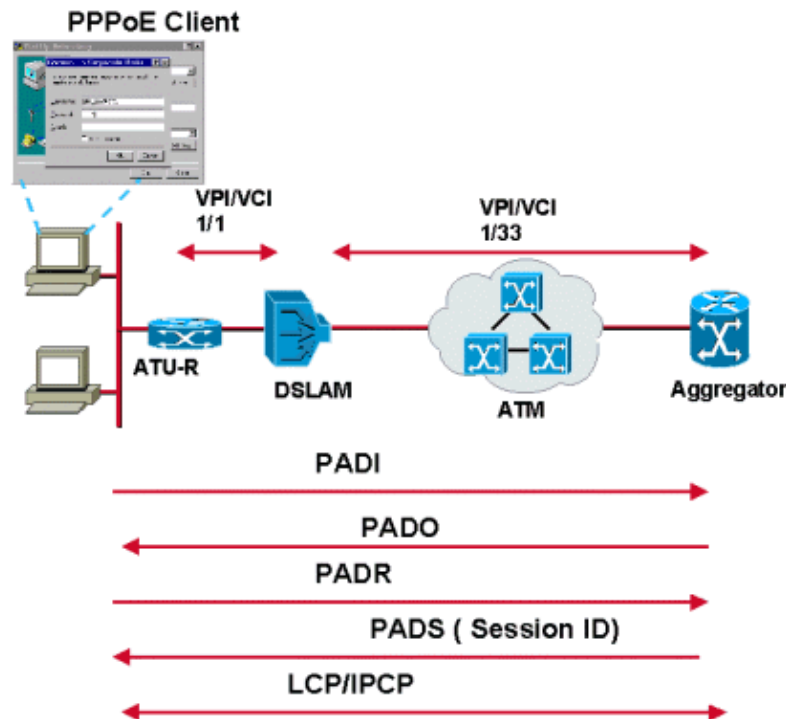 PPPoE Client
VPI/VCI
1/1
VPI/VCI
1/33
ATU-R
DSLAM
ATM
Aggregator
PADI
PADO
PADR
PADS ( Session ID)
LCP/IPCP